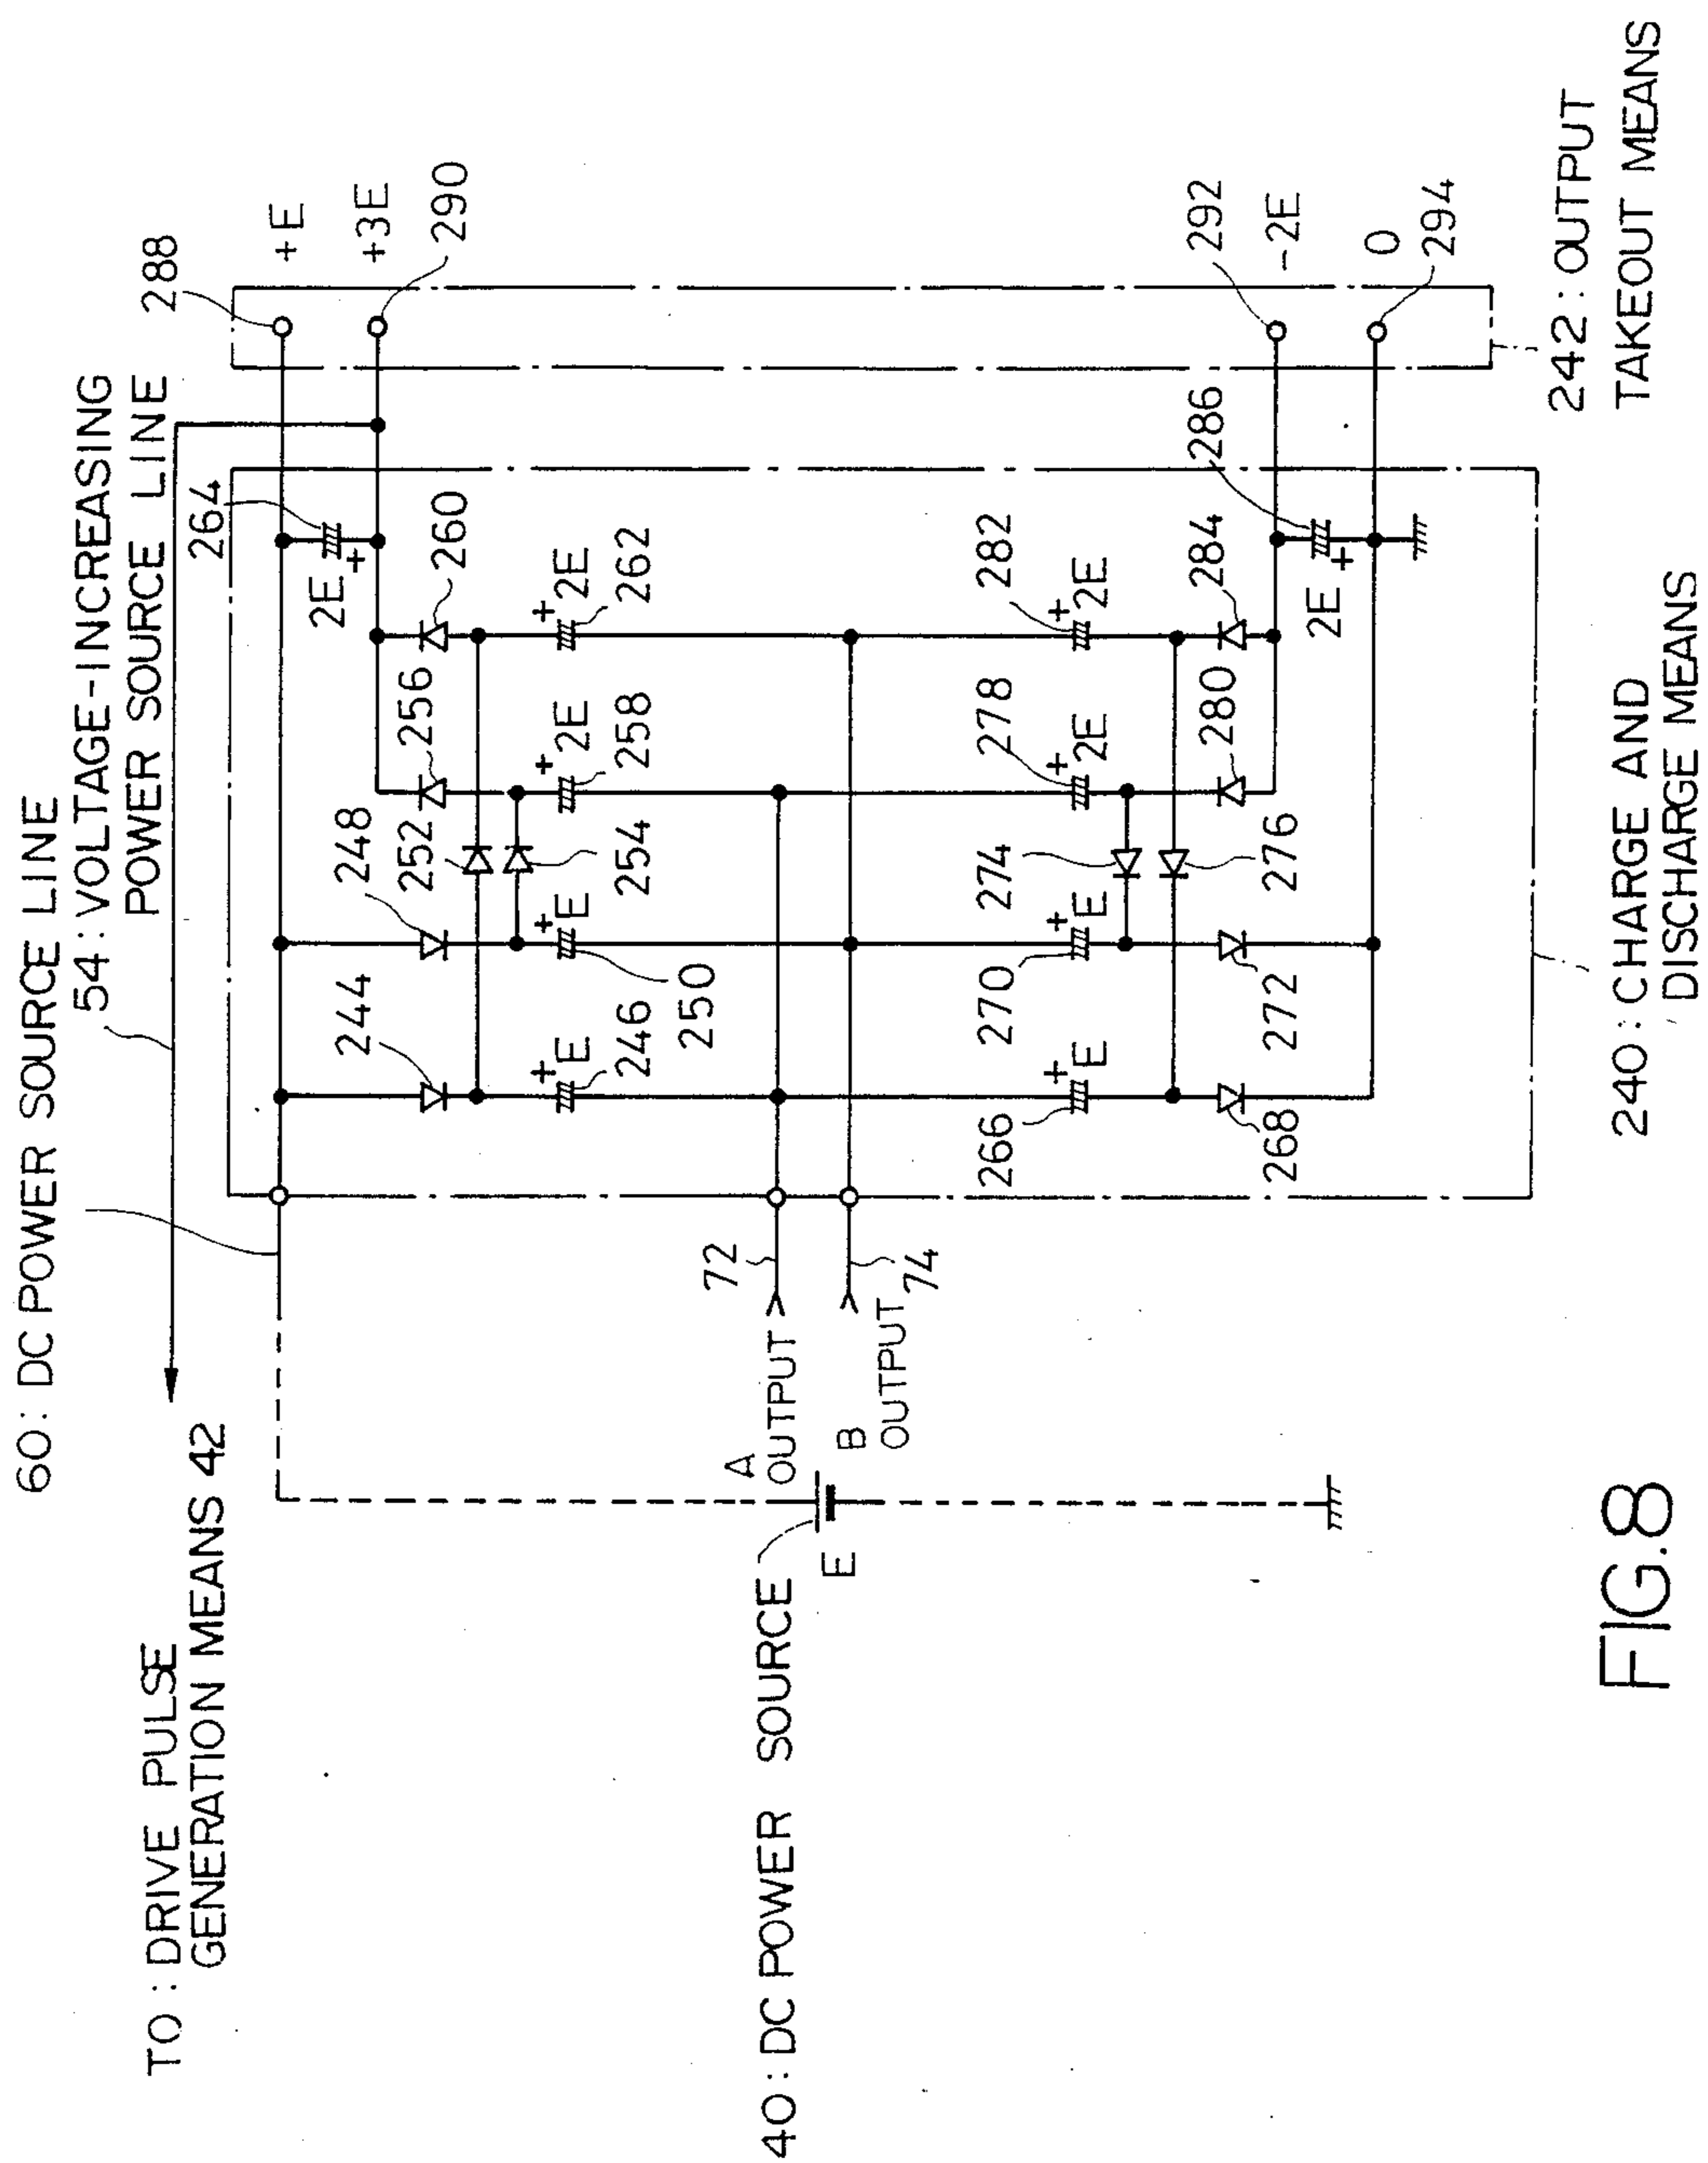 60: DC POWER SOURCE LINE
54: VOLTAGE-INCREASING
POWER SOURCE LINE
TO: DRIVE PULSE
GENERATION MEANS 42
288
+E
+3E
290
264
2E
+
260
256
248
244
252
254
+
2E
262
+
2E
258
+
E
250
+
E
246
72
74
A
OUTPUT
B
OUTPUT
40: DC POWER SOURCE
E
282
+
2E
278
+
2E
270
+
E
266
+
E
274
276
284
280
272
268
286
2E
+
292
-2E
0
294
242: OUTPUT
TAKEOUT MEANS
240: CHARGE AND
DISCHARGE MEANS
FIG.8